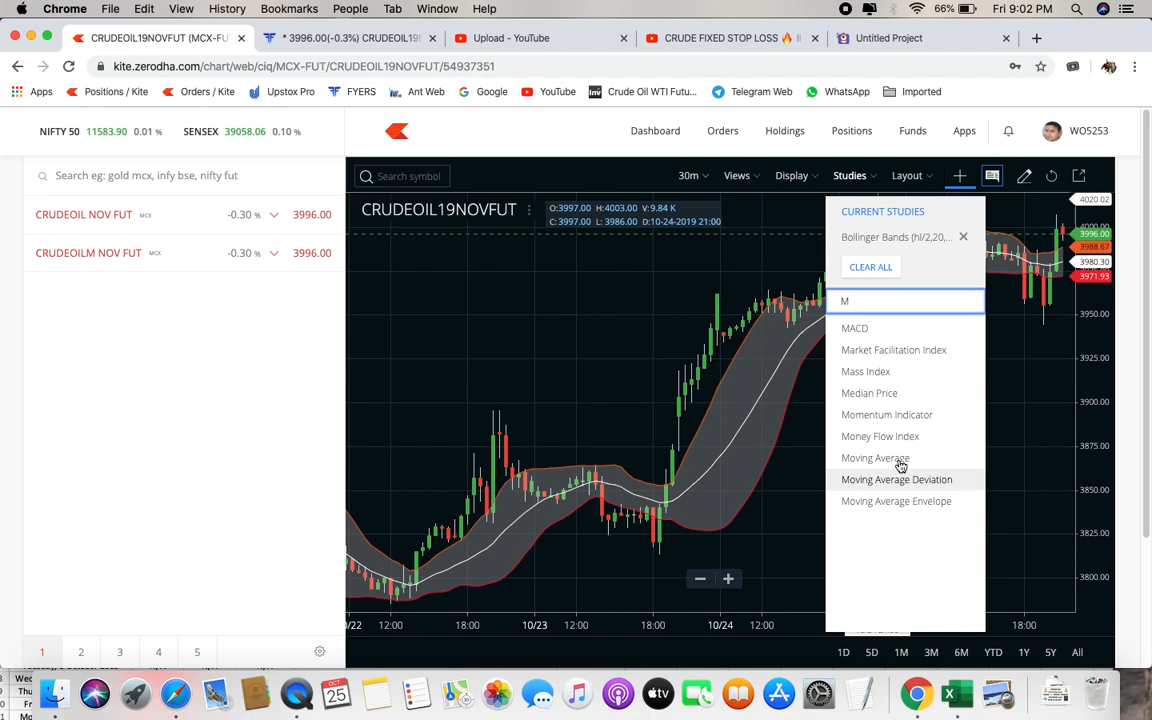 Chrome File Edit View History Bookmarks People Tab Window Help 66% Fri 9:02 PM
CRUDEOIL19NOVFUT (MCX-FU * 3996.00(-0.3%) CRUDEOIL19 Upload - YouTube CRUDE FIXED STOP LOSS Untitled Project
kite.zerodha.com/chart/web/ciq/MCX-FUT/CRUDEOIL19NOVFUT/54937351
Apps Positions / Kite Orders / Kite Upstox Pro FYERS Ant Web Google YouTube Crude Oil WTI Futu... Telegram Web WhatsApp Imported
NIFTY 50 11583.90 0.01 % SENSEX 39058.06 0.10 % Dashboard Orders Holdings Positions Funds Apps WO5253
Search eg: gold mcx, infy bse, nifty fut
Search symbol 30m Views Display Studies Layout
CRUDEOIL NOV FUT MCX -0.30 % 3996.00
CRUDEOILM NOV FUT MCX -0.30 % 3996.00
CRUDEOIL19NOVFUT
O:3997.00 H:4003.00 V:9.84 K
C:3997.00 L:3986.00 D:10-24-2019 21:00
CURRENT STUDIES
Bollinger Bands (hl/2,20,...
CLEAR ALL
M
MACD
Market Facilitation Index
Mass Index
Median Price
Momentum Indicator
Money Flow Index
Moving Average
Moving Average Deviation
Moving Average Envelope
4020.02
3996.00
3988.67
3980.30
3971.93
3950.00
3925.00
3900.00
3875.00
3850.00
3825.00
3800.00
0/22 12:00 18:00 10/23 12:00 18:00 10/24 12:00 18:00
1D 5D 1M 3M 6M YTD 1Y 5Y All
1 2 3 4 5
OCT
25
tv